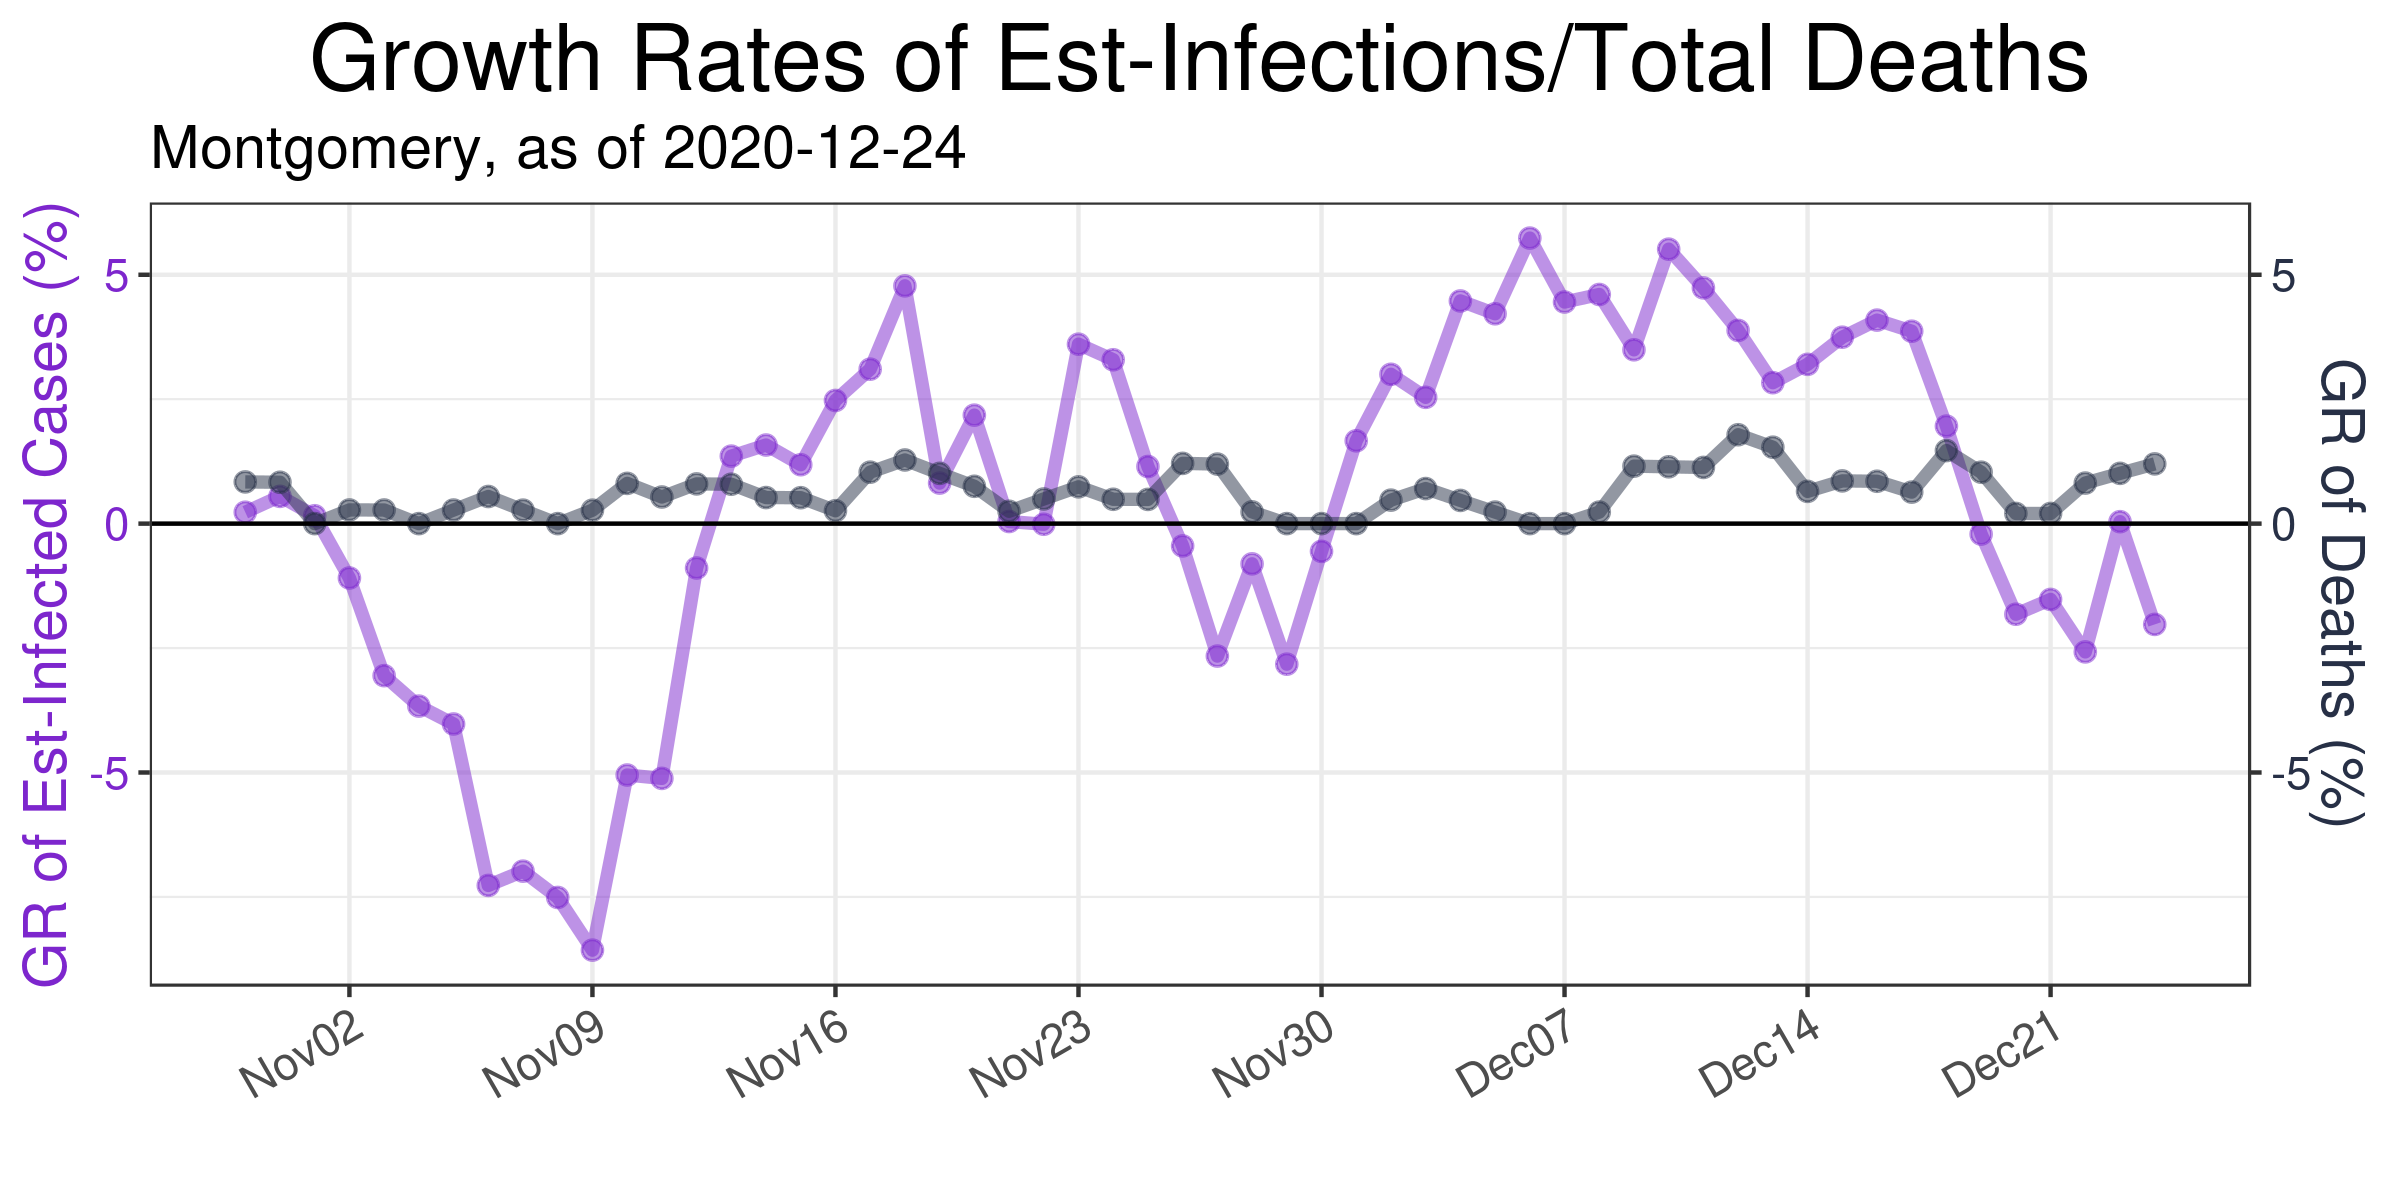 Growth Rates of Est-Infections/Total Deaths
Montgomery, as of 2020-12-24
GR of Est-Infected Cases (%)
5
0
-5
5
0
-5
GR of Deaths (%)
Nov02
Nov09
Nov16
Nov23
Nov30
Dec07
Dec14
Dec21